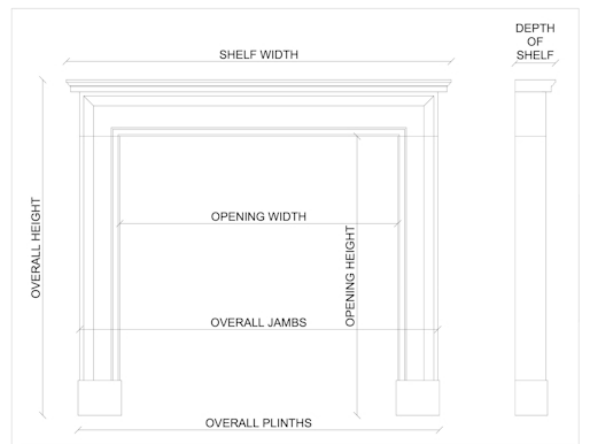 DEPTH
OF
SHELF
SHELF WIDTH
OVERALL HEIGHT
OPENING WIDTH
OPENING HEIGHT
OVERALL JAMBS
OVERALL PLINTHS